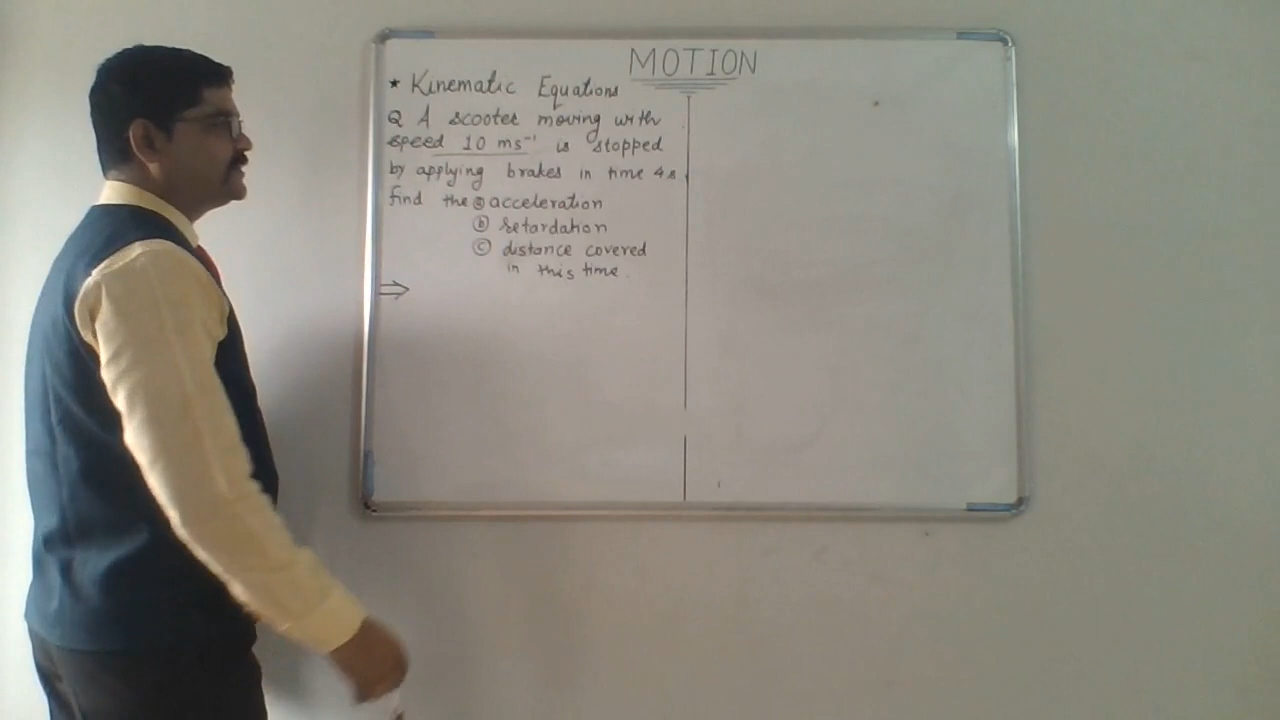 MOTION
* Kinematic Equations
Q A scooter moving with
speed 10 ms⁻¹ is stopped
by applying brakes in time 4s
find the ⓐ acceleration
ⓑ retardation
ⓒ distance covered
in this time.
⇒